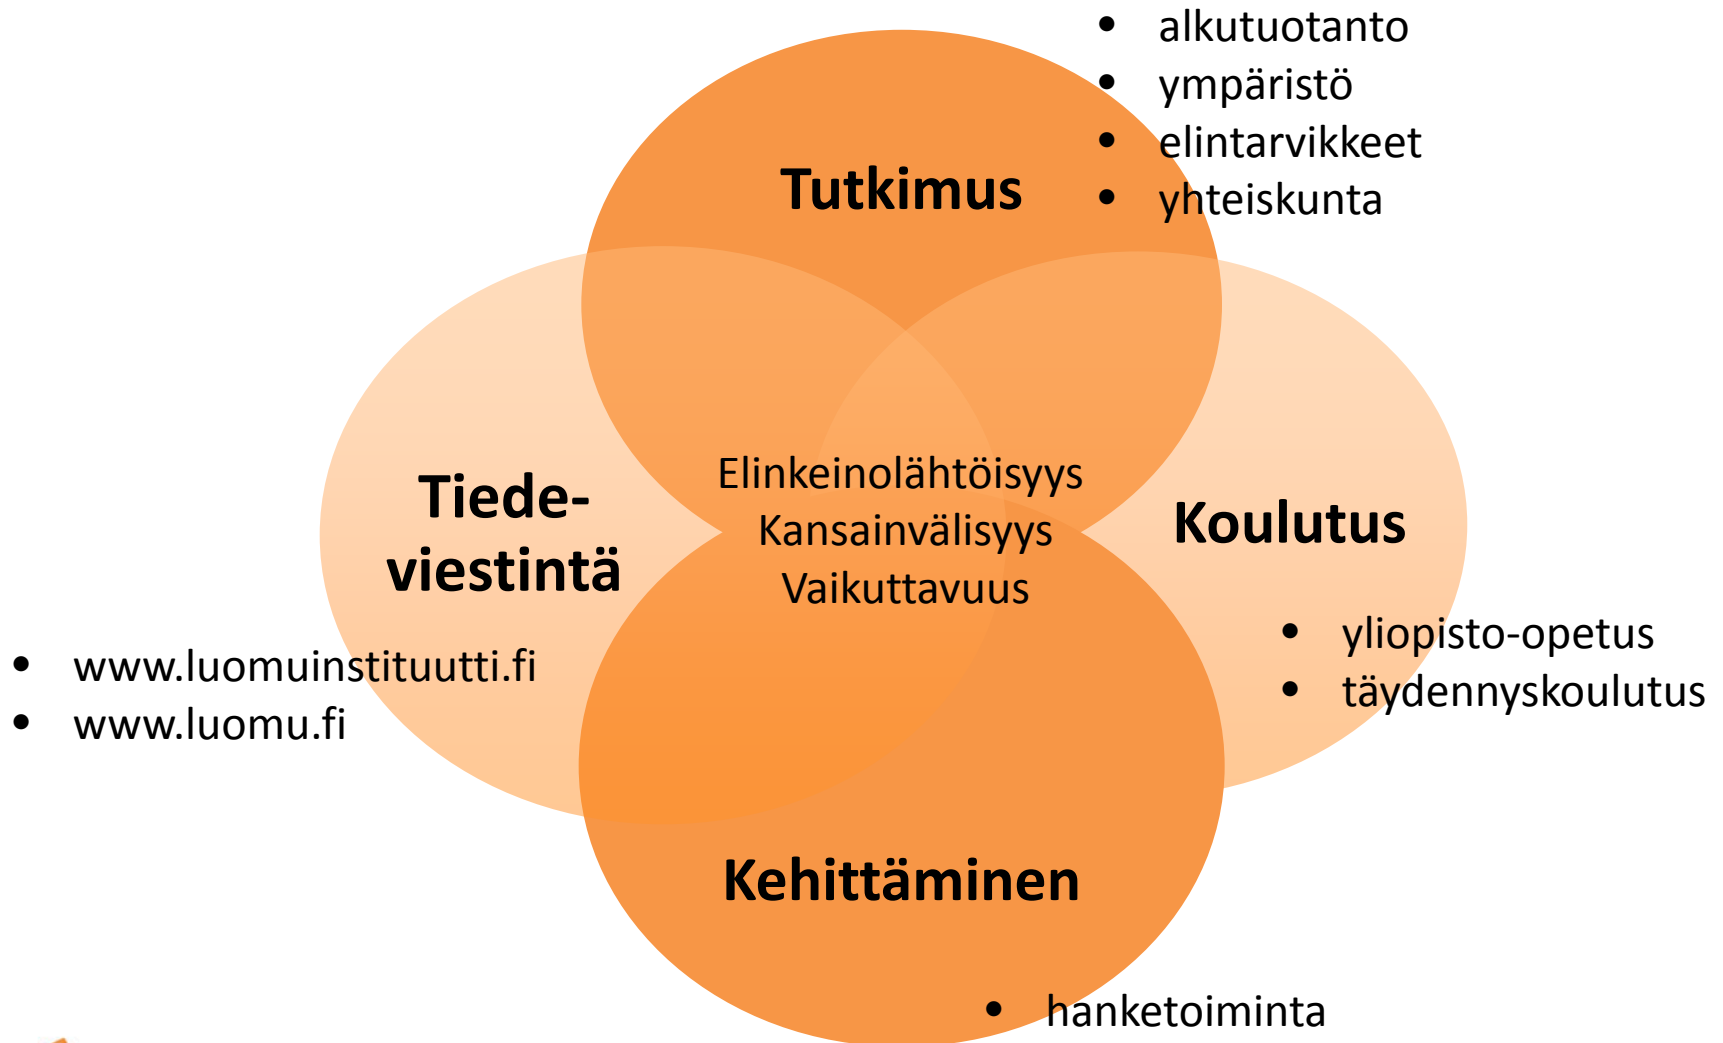 • alkutuotanto
• ympäristö
• elintarvikkeet
• yhteiskunta
Tutkimus
Tiede-
viestintä
• www.luomuinstituutti.fi
• www.luomu.fi
Elinkeinolähtöisyys
Kansainvälisyys
Vaikuttavuus
Koulutus
• yliopisto-opetus
• täydennyskoulutus
Kehittäminen
• hanketoiminta